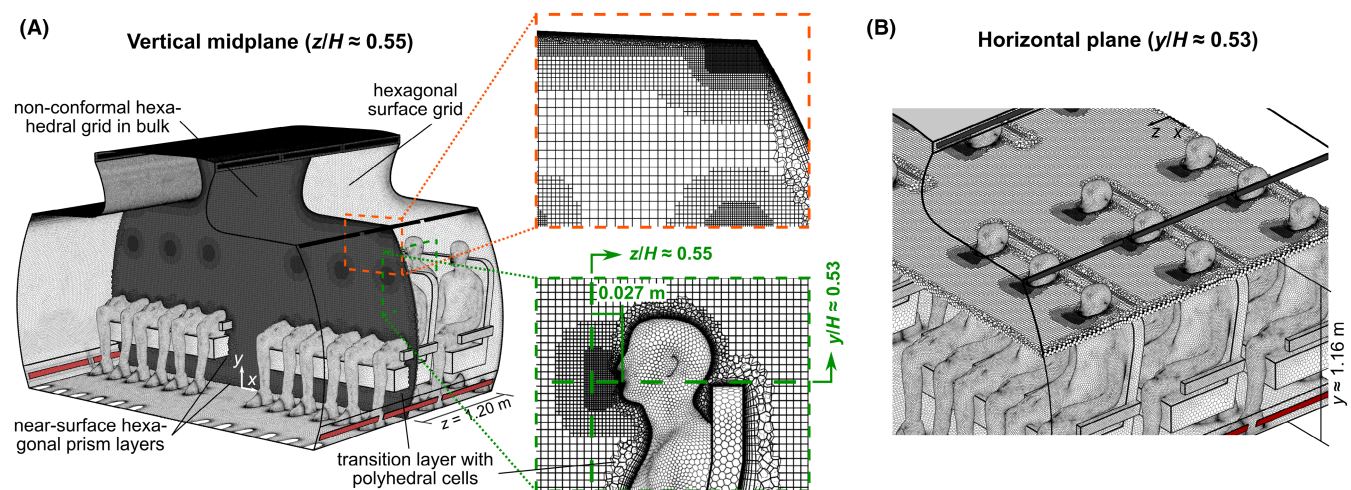 (A)
Vertical midplane (z/H ≈ 0.55)
non-conformal hexa-
hedral grid in bulk
hexagonal
surface grid
y
x
z = 1.20 m
near-surface hexa-
gonal prism layers
transition layer with
polyhedral cells
z/H ≈ 0.55
0.027 m
y/H ≈ 0.53
(B)
Horizontal plane (y/H ≈ 0.53)
z x
y ≈ 1.16 m